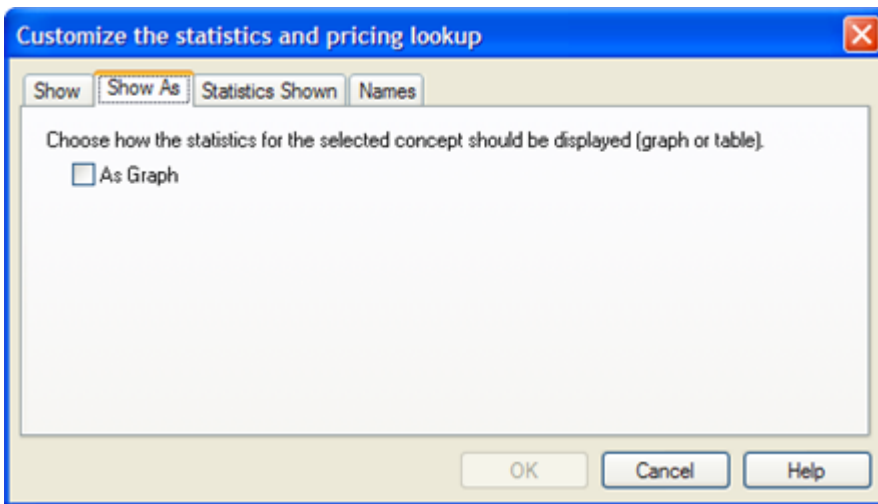 Customize the statistics and pricing lookup
Show Show As Statistics Shown Names
Choose how the statistics for the selected concept should be displayed (graph or table).
As Graph
OK Cancel Help